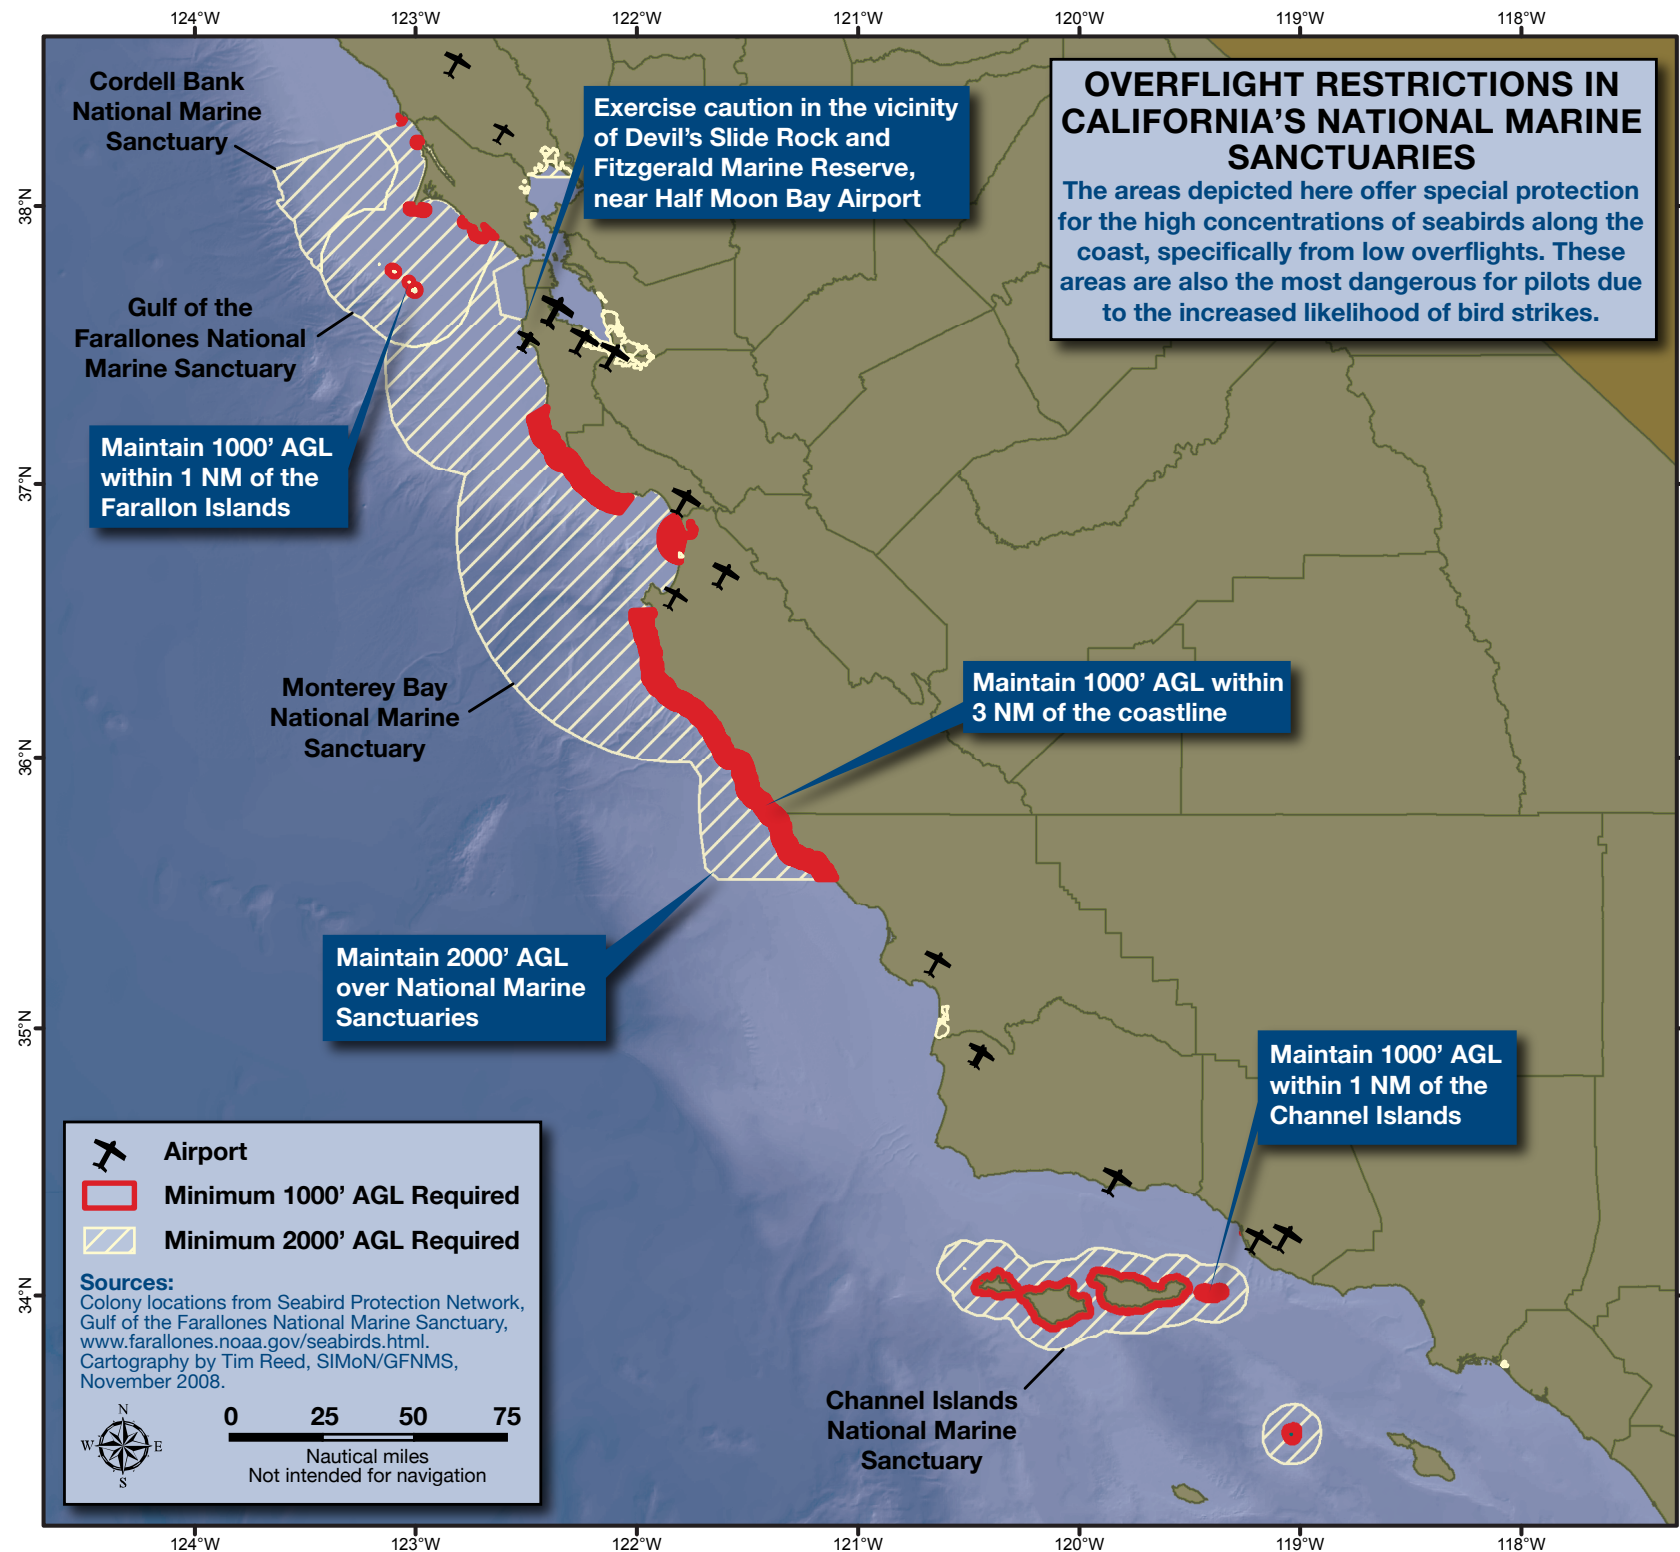 124°W 123°W 122°W 121°W 120°W 119°W 118°W
OVERFLIGHT RESTRICTIONS IN
CALIFORNIA’S NATIONAL MARINE
SANCTUARIES
The areas depicted here offer special protection
for the high concentrations of seabirds along the
coast, specifically from low overflights. These
areas are also the most dangerous for pilots due
to the increased likelihood of bird strikes.
Cordell Bank
National Marine
Sanctuary
Exercise caution in the vicinity
of Devil’s Slide Rock and
Fitzgerald Marine Reserve,
near Half Moon Bay Airport
38°N
Gulf of the
Farallones National
Marine Sanctuary
Maintain 1000’ AGL
within 1 NM of the
Farallon Islands
37°N
Monterey Bay
National Marine
Sanctuary
Maintain 1000’ AGL within
3 NM of the coastline
36°N
Maintain 2000’ AGL
over National Marine
Sanctuaries
35°N
Maintain 1000’ AGL
within 1 NM of the
Channel Islands
34°N
Airport
Minimum 1000’ AGL Required
Minimum 2000’ AGL Required
Sources:
Colony locations from Seabird Protection Network,
Gulf of the Farallones National Marine Sanctuary,
www.farallones.noaa.gov/seabirds.html.
Cartography by Tim Reed, SIMoN/GFNMS,
November 2008.
N
W E
S
0 25 50 75
Nautical miles
Not intended for navigation
Channel Islands
National Marine
Sanctuary
124°W 123°W 122°W 121°W 120°W 119°W 118°W